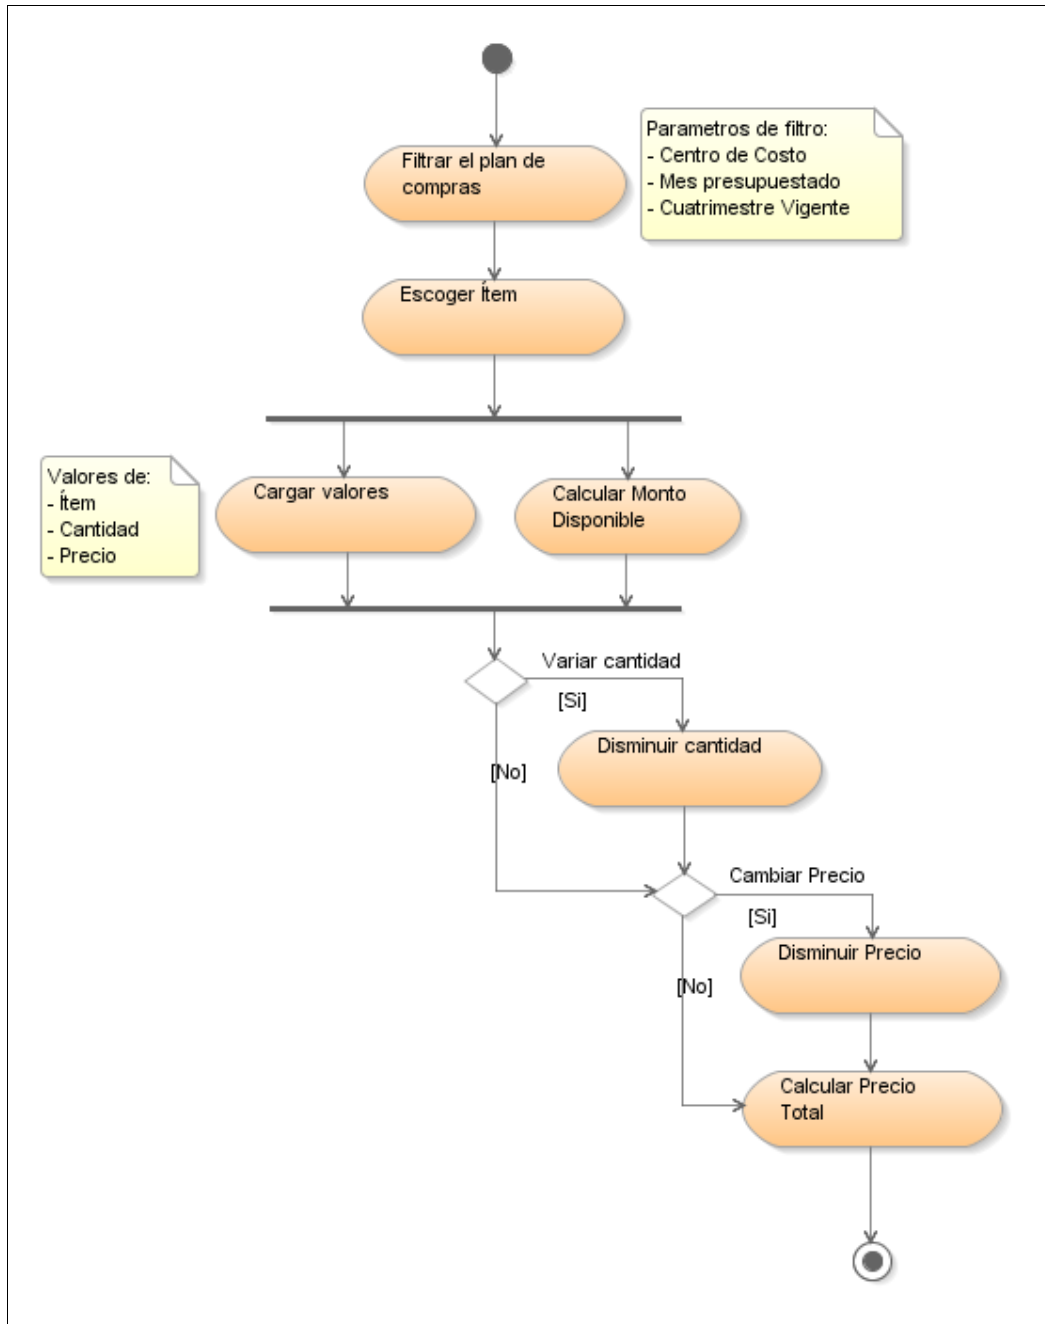 Filtrar el plan de
compras
Parametros de filtro:
- Centro de Costo
- Mes presupuestado
- Cuatrimestre Vigente
Escoger Ítem
Valores de:
- Ítem
- Cantidad
- Precio
Cargar valores
Calcular Monto
Disponible
Variar cantidad
[Si]
[No]
Disminuir cantidad
Cambiar Precio
[Si]
[No]
Disminuir Precio
Calcular Precio
Total